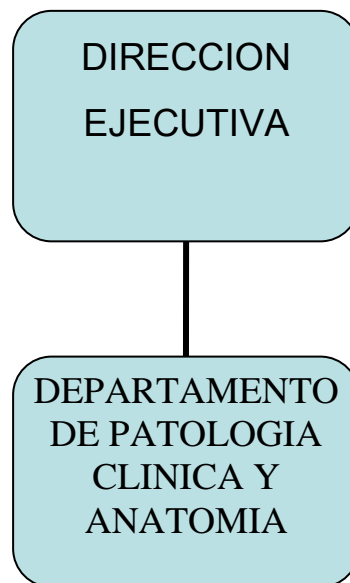 DIRECCION
EJECUTIVA
DEPARTAMENTO
DE PATOLOGIA
CLINICA Y
ANATOMIA